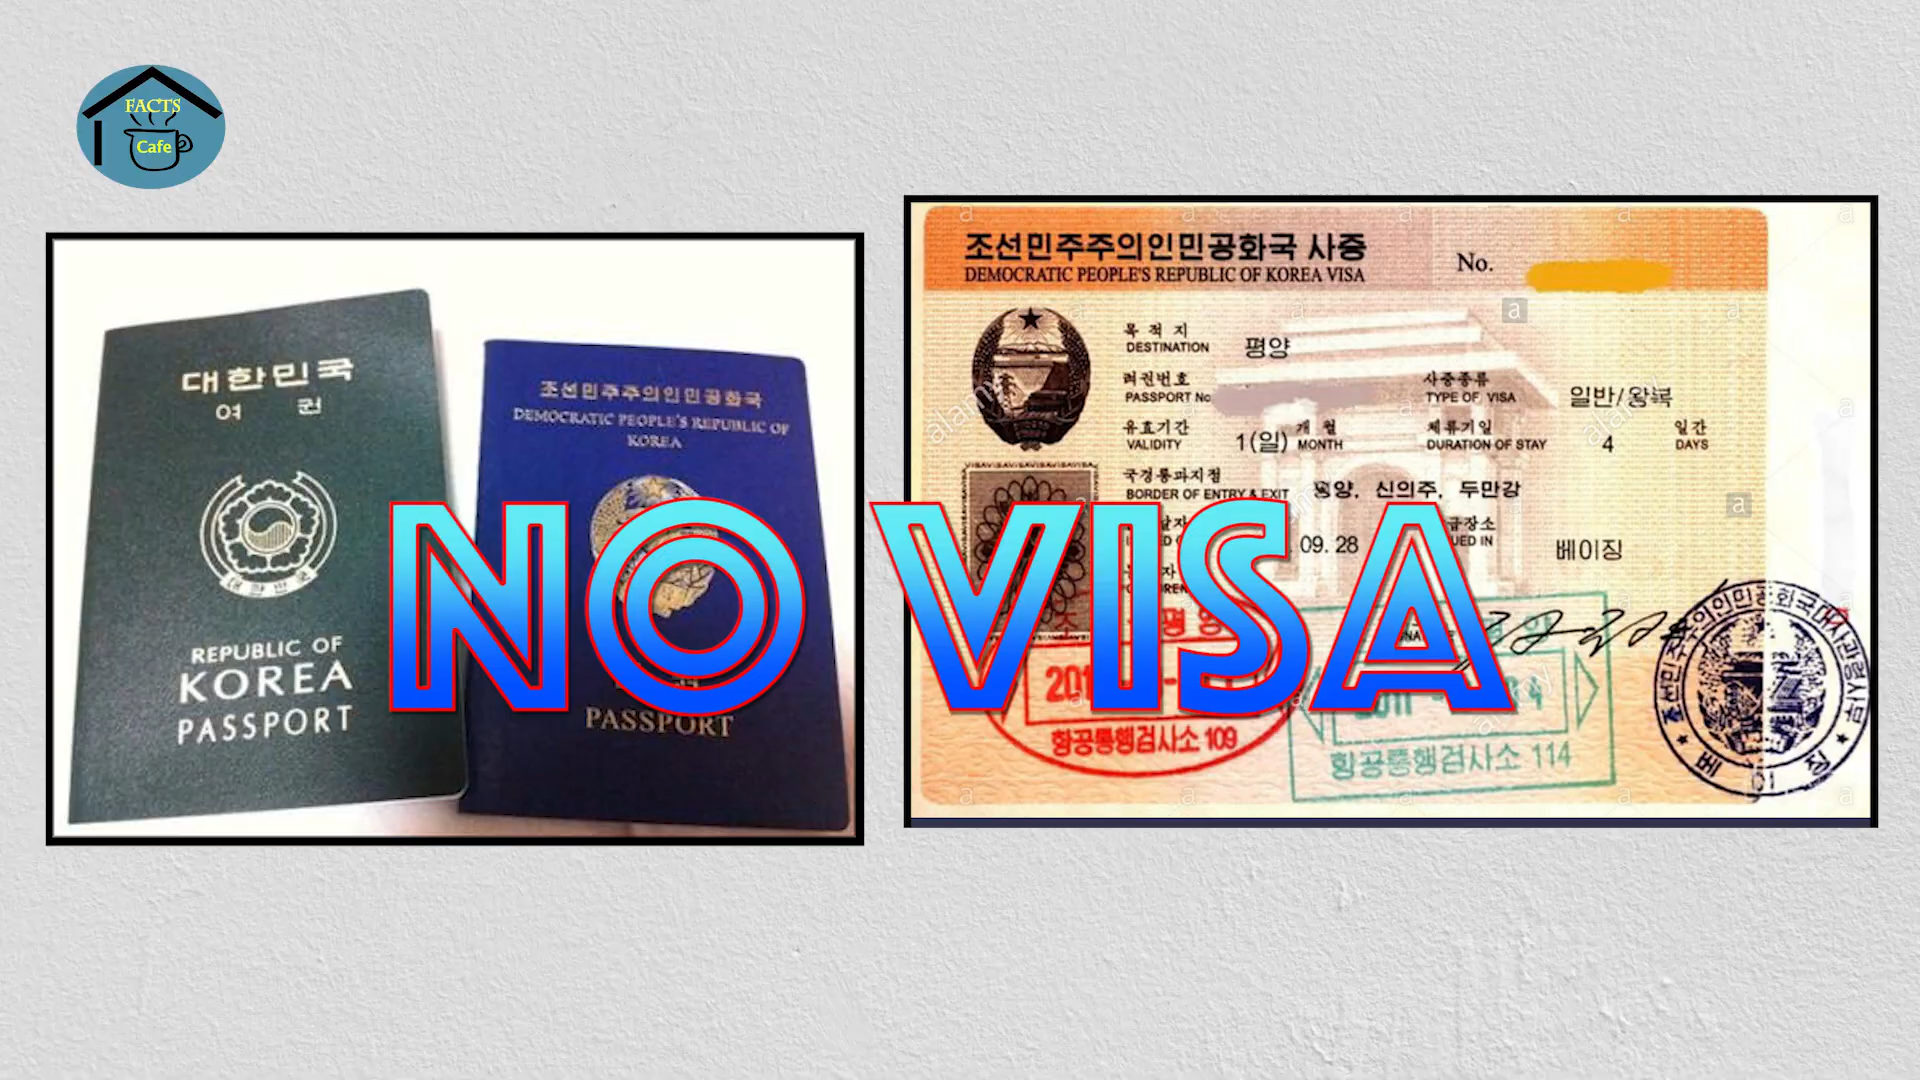 FACTS
Cafe
대한민국
여 권
대한민국
REPUBLIC OF
KOREA
PASSPORT
조선민주주의인민공화국
DEMOCRATIC PEOPLE'S REPUBLIC OF
KOREA
PASSPORT
NO VISA
조선민주주의인민공화국 사증
DEMOCRATIC PEOPLE'S REPUBLIC OF KOREA VISA
No.
목 적 지
DESTINATION
평양
려권번호
PASSPORT No
사증종류
TYPE OF VISA
일반/왕복
유효기간
VALIDITY
1(일)
개 월
MONTH
체류기일
DURATION OF STAY
4
일간
DAYS
국경통과지점
BORDER OF ENTRY & EXIT
평양, 신의주, 두만강
09. 28
베이징
항공통행검사소 109
항공통행검사소 114
alamy